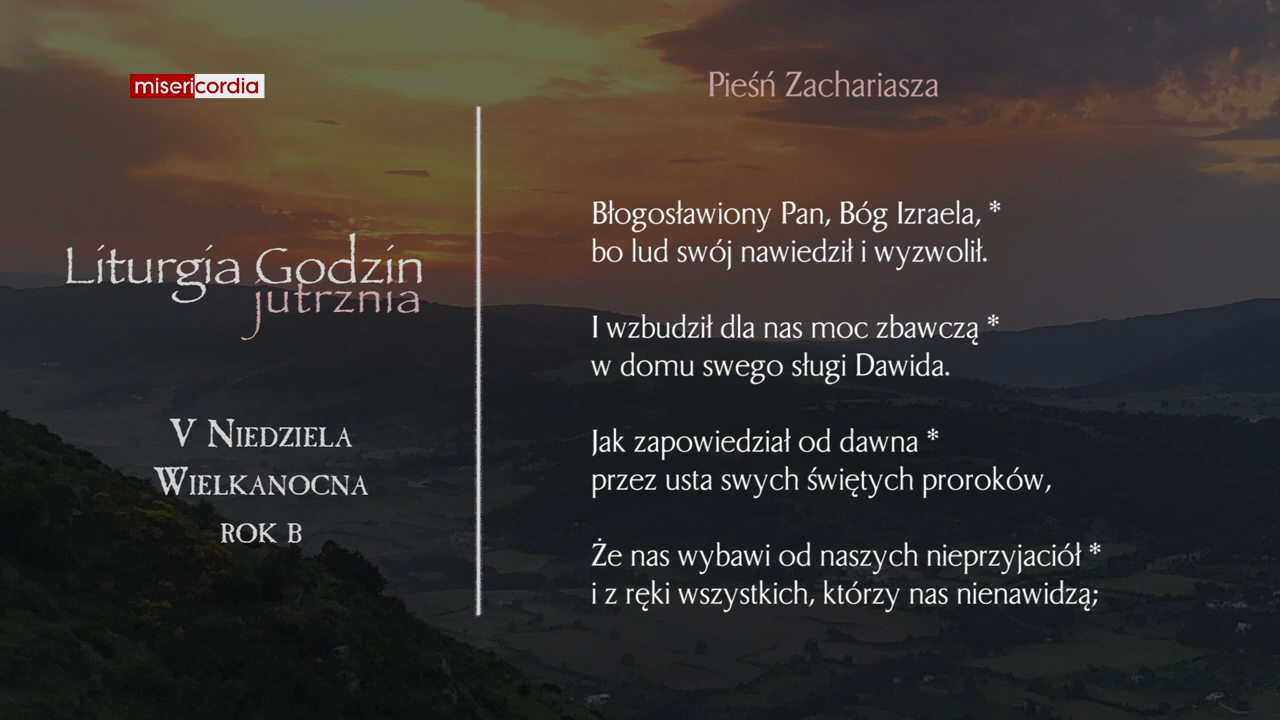 misericordia
Liturgia Godzin
jutrznia
V Niedziela
Wielkanocna
rok B
Pieśń Zachariasza
Błogosławiony Pan, Bóg Izraela, *
bo lud swój nawiedził i wyzwolił.
I wzbudził dla nas moc zbawczą *
w domu swego sługi Dawida.
Jak zapowiedział od dawna *
przez usta swych świętych proroków,
Że nas wybawi od naszych nieprzyjaciół *
i z ręki wszystkich, którzy nas nienawidzą;